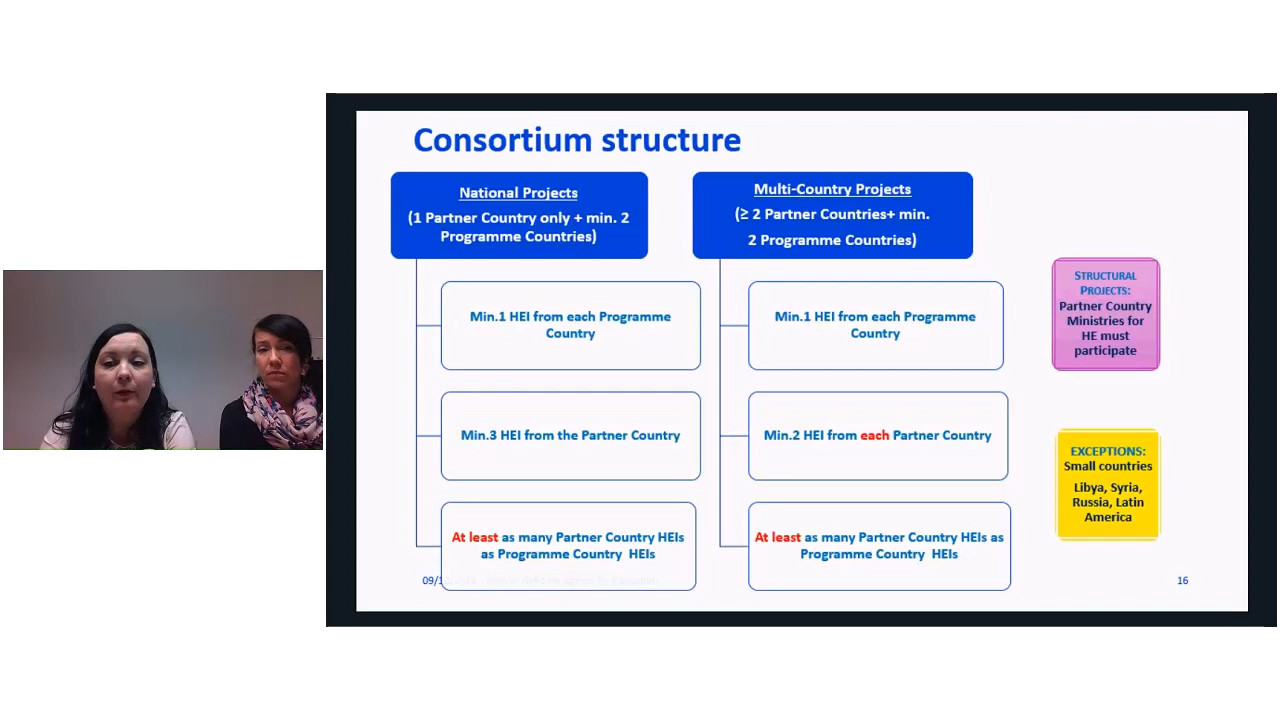 Consortium structure
National Projects
(1 Partner Country only + min. 2
Programme Countries)
Min.1 HEI from each Programme
Country
Min.3 HEI from the Partner Country
At least as many Partner Country HEIs
as Programme Country HEIs
Multi-Country Projects
(≥ 2 Partner Countries+ min.
2 Programme Countries)
Min.1 HEI from each Programme
Country
Min.2 HEI from each Partner Country
At least as many Partner Country HEIs as
Programme Country HEIs
STRUCTURAL
PROJECTS:
Partner Country
Ministries for
HE must
participate
EXCEPTIONS:
Small countries
Libya, Syria,
Russia, Latin
America
16